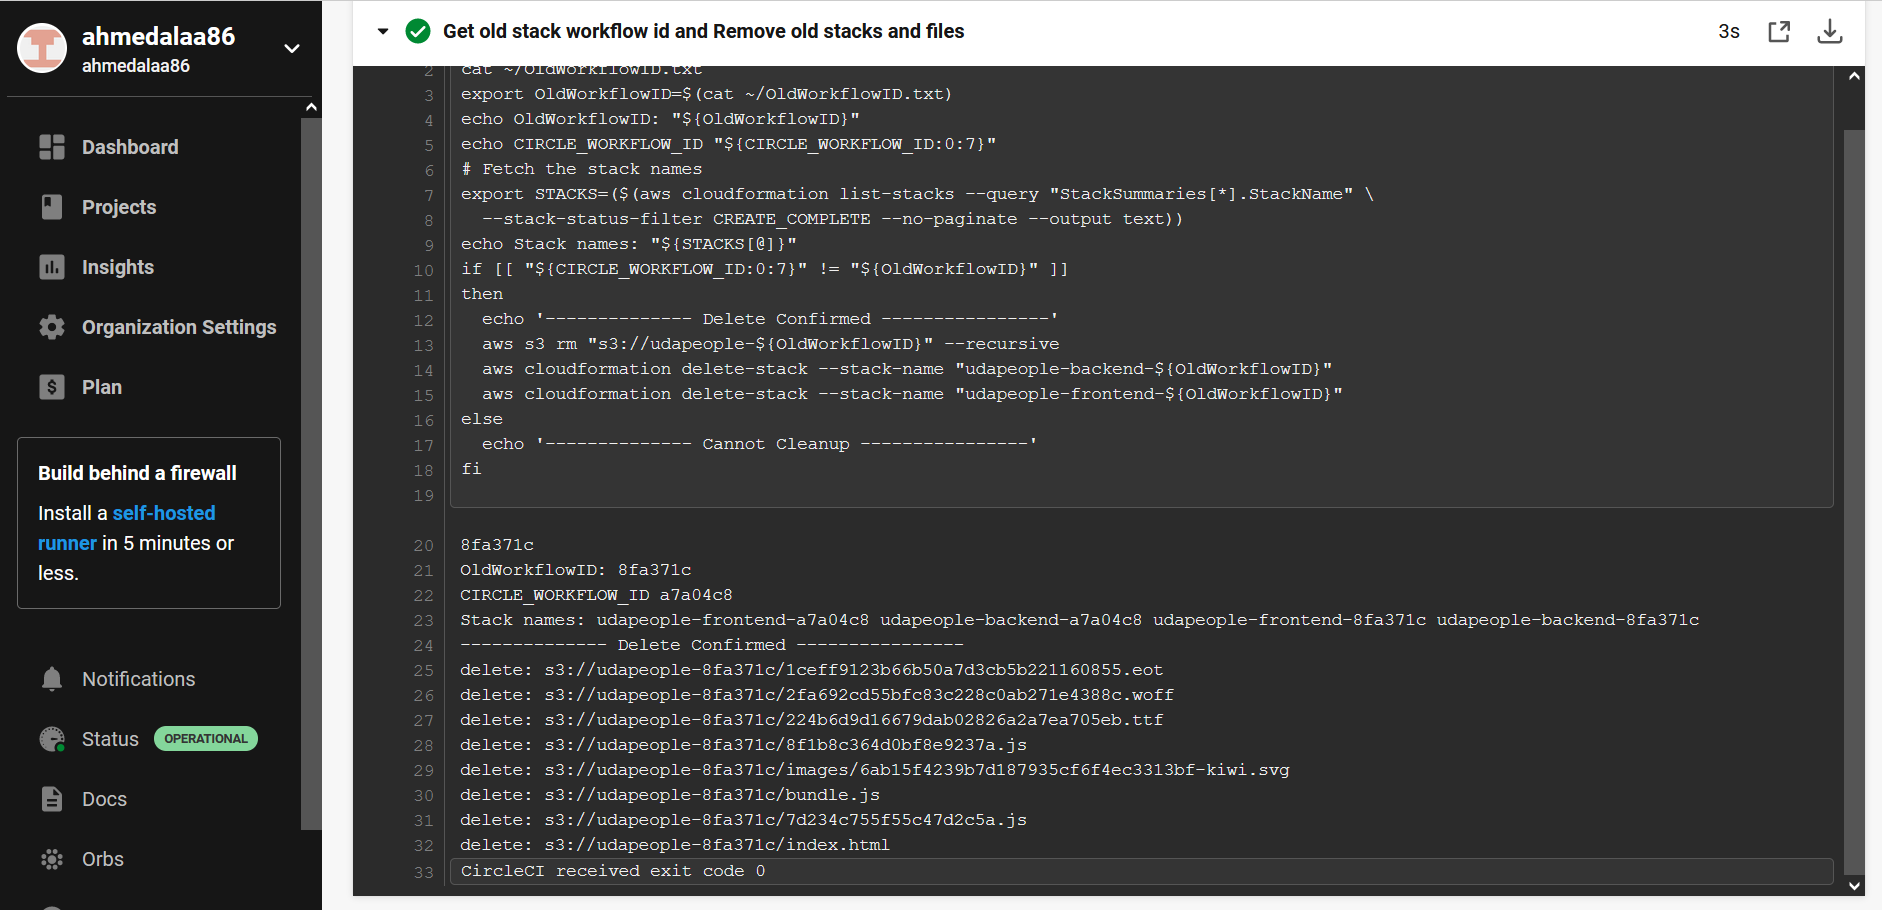 ahmedalaa86
ahmedalaa86
Dashboard
Projects
Insights
Organization Settings
Plan
Build behind a firewall
Install a self-hosted
runner in 5 minutes or
less.
Notifications
Status OPERATIONAL
Docs
Orbs
Get old stack workflow id and Remove old stacks and files 3s
2 cat ~/OldWorkflowID.txt
3 export OldWorkflowID=$(cat ~/OldWorkflowID.txt)
4 echo OldWorkflowID: "${OldWorkflowID}"
5 echo CIRCLE_WORKFLOW_ID "${CIRCLE_WORKFLOW_ID:0:7}"
6 # Fetch the stack names
7 export STACKS=($(aws cloudformation list-stacks --query "StackSummaries[*].StackName" \
8 --stack-status-filter CREATE_COMPLETE --no-paginate --output text))
9 echo Stack names: "${STACKS[@]}"
10 if [[ "${CIRCLE_WORKFLOW_ID:0:7}" != "${OldWorkflowID}" ]]
11 then
12 echo '-------------- Delete Confirmed ----------------'
13 aws s3 rm "s3://udapeople-${OldWorkflowID}" --recursive
14 aws cloudformation delete-stack --stack-name "udapeople-backend-${OldWorkflowID}"
15 aws cloudformation delete-stack --stack-name "udapeople-frontend-${OldWorkflowID}"
16 else
17 echo '-------------- Cannot Cleanup ----------------'
18 fi
19
20 8fa371c
21 OldWorkflowID: 8fa371c
22 CIRCLE_WORKFLOW_ID a7a04c8
23 Stack names: udapeople-frontend-a7a04c8 udapeople-backend-a7a04c8 udapeople-frontend-8fa371c udapeople-backend-8fa371c
24 -------------- Delete Confirmed ----------------
25 delete: s3://udapeople-8fa371c/1ceff9123b66b50a7d3cb5b221160855.eot
26 delete: s3://udapeople-8fa371c/2fa692cd55bfc83c228c0ab271e4388c.woff
27 delete: s3://udapeople-8fa371c/224b6d9d16679dab02826a2a7ea705eb.ttf
28 delete: s3://udapeople-8fa371c/8f1b8c364d0bf8e9237a.js
29 delete: s3://udapeople-8fa371c/images/6ab15f4239b7d187935cf6f4ec3313bf-kiwi.svg
30 delete: s3://udapeople-8fa371c/bundle.js
31 delete: s3://udapeople-8fa371c/7d234c755f55c47d2c5a.js
32 delete: s3://udapeople-8fa371c/index.html
33 CircleCI received exit code 0